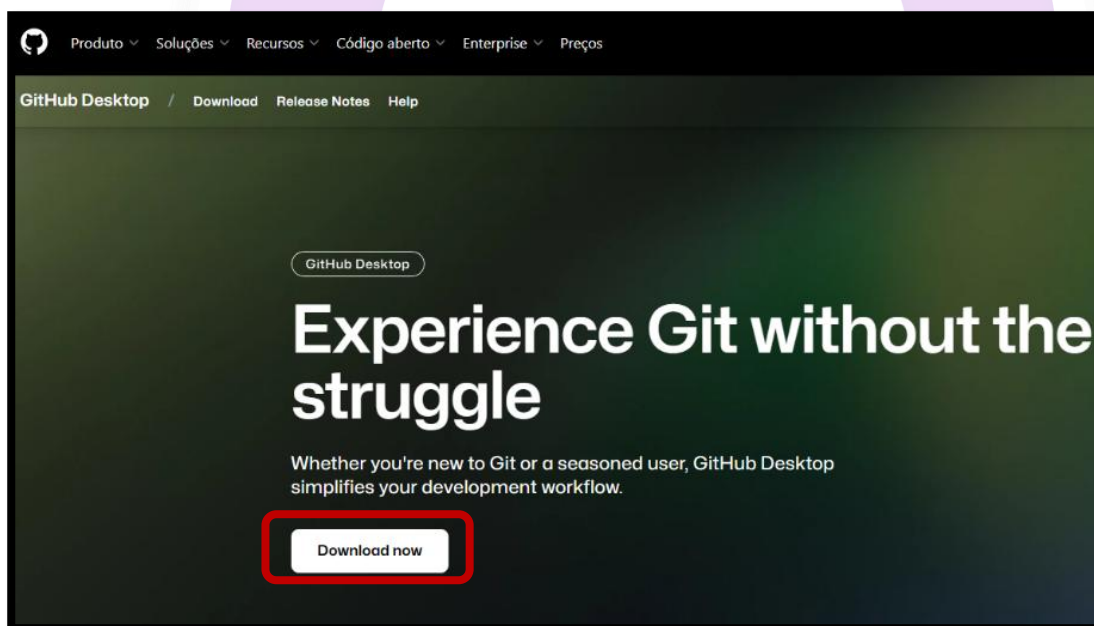 Produto Soluções Recursos Código aberto Enterprise Preços
GitHub Desktop / Download Release Notes Help
GitHub Desktop
Experience Git without the
struggle
Whether you're new to Git or a seasoned user, GitHub Desktop
simplifies your development workflow.
Download now